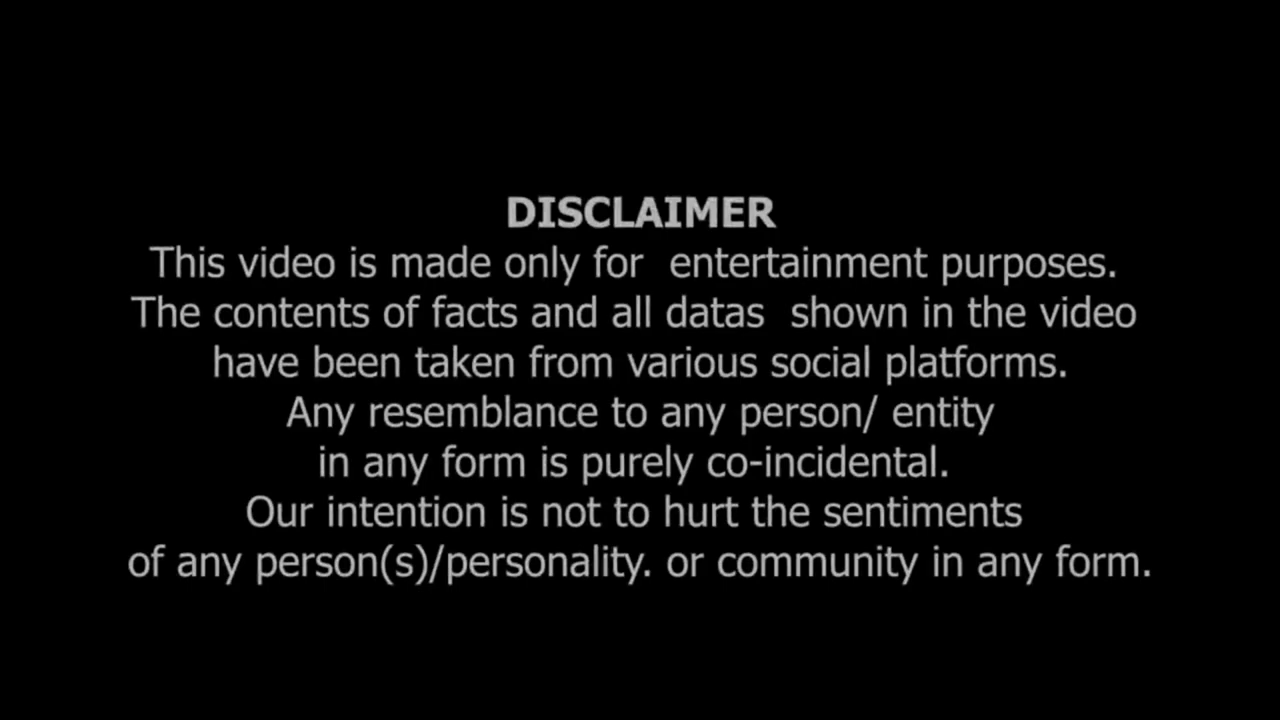 DISCLAIMER
This video is made only for  entertainment purposes.
The contents of facts and all datas  shown in the video
have been taken from various social platforms.
Any resemblance to any person/ entity
in any form is purely co-incidental.
Our intention is not to hurt the sentiments
of any person(s)/personality. or community in any form.